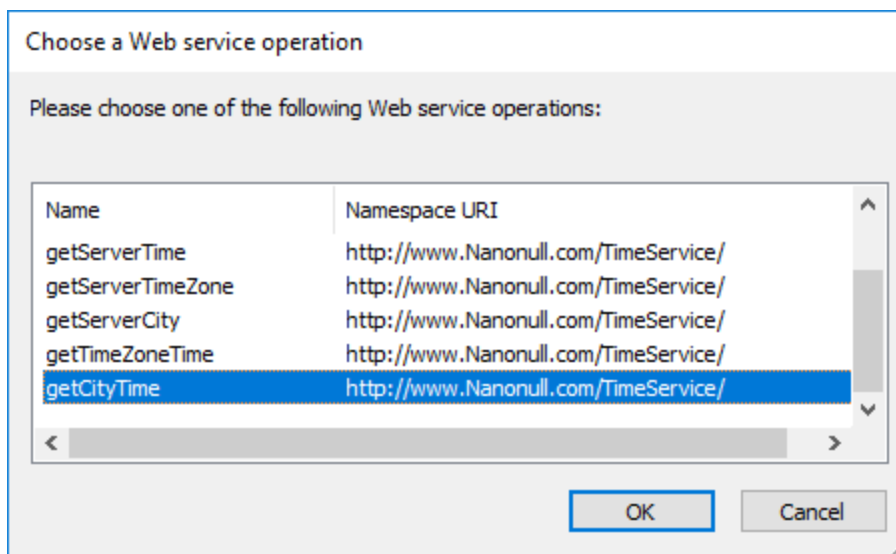 Choose a Web service operation
Please choose one of the following Web service operations:
Name Namespace URI
getServerTime http://www.Nanonull.com/TimeService/
getServerTimeZone http://www.Nanonull.com/TimeService/
getServerCity http://www.Nanonull.com/TimeService/
getTimeZoneTime http://www.Nanonull.com/TimeService/
getCityTime http://www.Nanonull.com/TimeService/
OK Cancel